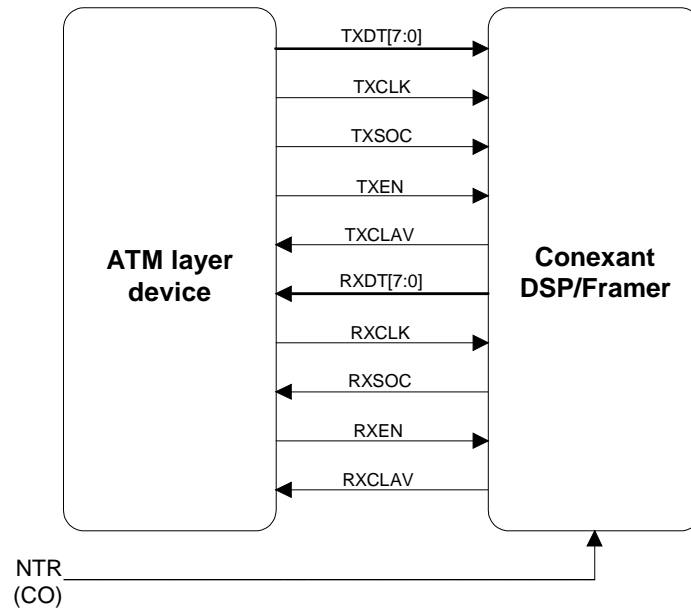 TXDT[7:0]
TXCLK
TXSOC
TXEN
TXCLAV
ATM layer
device
RXDT[7:0]
Conexant
DSP/Framer
RXCLK
RXSOC
RXEN
RXCLAV
NTR
(CO)